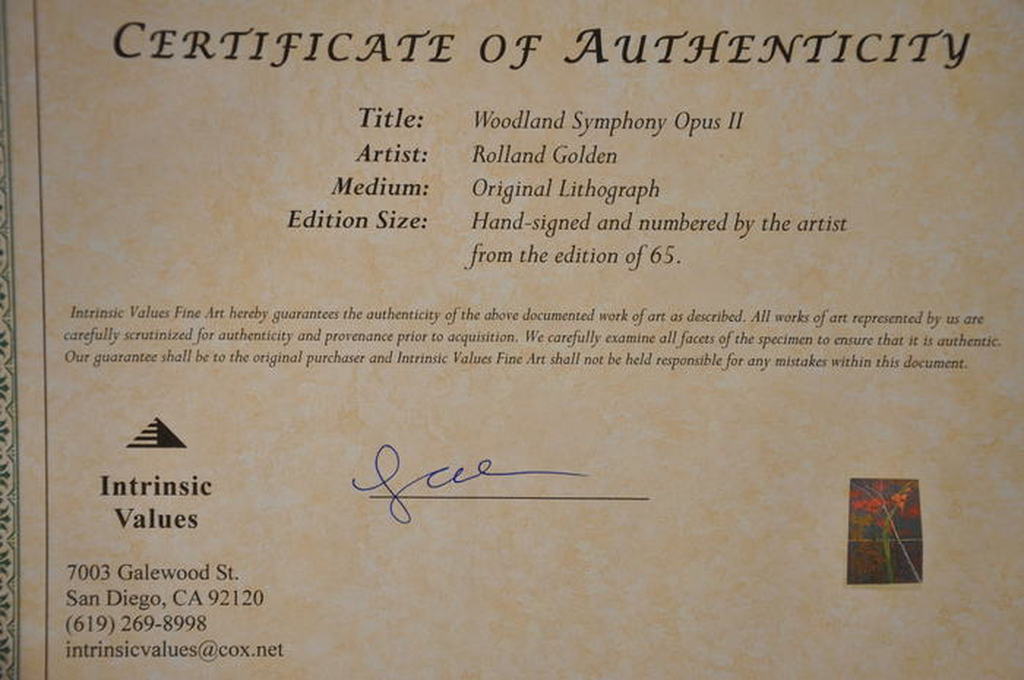 CERTIFICATE OF AUTHENTICITY
Title: Woodland Symphony Opus II
Artist: Rolland Golden
Medium: Original Lithograph
Edition Size: Hand-signed and numbered by the artist
from the edition of 65.
Intrinsic Values Fine Art hereby guarantees the authenticity of the above documented work of art as described. All works of art represented by us are
carefully scrutinized for authenticity and provenance prior to acquisition. We carefully examine all facets of the specimen to ensure that it is authentic.
Our guarantee shall be to the original purchaser and Intrinsic Values Fine Art shall not be held responsible for any mistakes within this document.
Intrinsic
Values
7003 Galewood St.
San Diego, CA 92120
(619) 269-8998
intrinsicvalues@cox.net